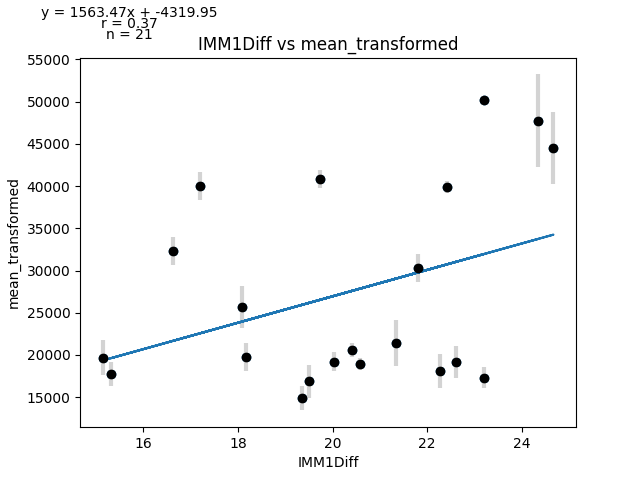 y = 1563.47x + -4319.95
r = 0.37
n = 21
IMM1Diff vs mean_transformed
55000
50000
45000
40000
35000
30000
25000
20000
15000
mean_transformed
16
18
20
22
24
IMM1Diff